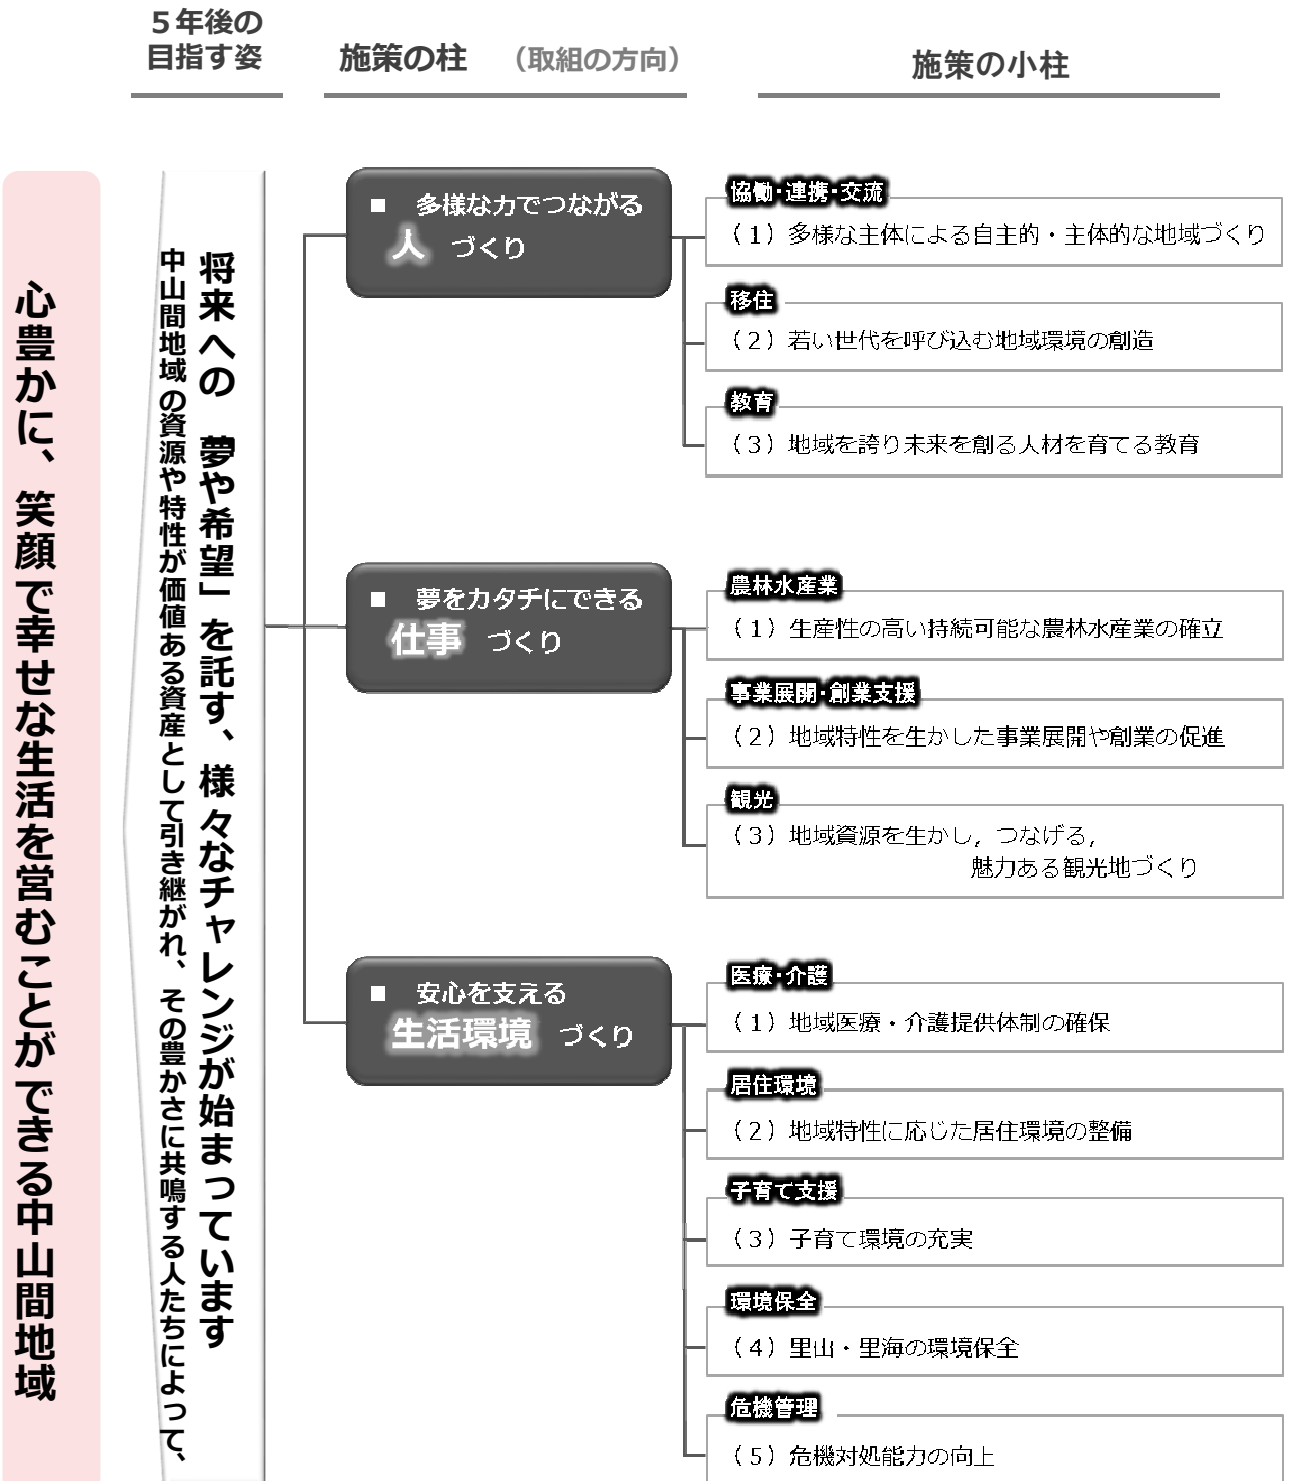 ５年後の
目指す姿
施策の柱　（取組の方向）
施策の小柱
心豊かに、笑顔で幸せな生活を営むことができる中山間地域
将来への　夢や希望」を託す、様々なチャレンジが始まっています
中山間地域の資源や特性が価値ある資産として引き継がれ、その豊かさに共鳴する人たちによって、
■　多様な力でつながる
人　づくり
協働・連携・交流
（１）多様な主体による自主的・主体的な地域づくり
移住
（２）若い世代を呼び込む地域環境の創造
教育
（３）地域を誇り未来を創る人材を育てる教育
■　夢をカタチにできる
仕事　づくり
農林水産業
（１）生産性の高い持続可能な農林水産業の確立
事業展開・創業支援
（２）地域特性を生かした事業展開や創業の促進
観光
（３）地域資源を生かし，つなげる，
魅力ある観光地づくり
■　安心を支える
生活環境　づくり
医療・介護
（１）地域医療・介護提供体制の確保
居住環境
（２）地域特性に応じた居住環境の整備
子育て支援
（３）子育て環境の充実
環境保全
（４）里山・里海の環境保全
危機管理
（５）危機対処能力の向上